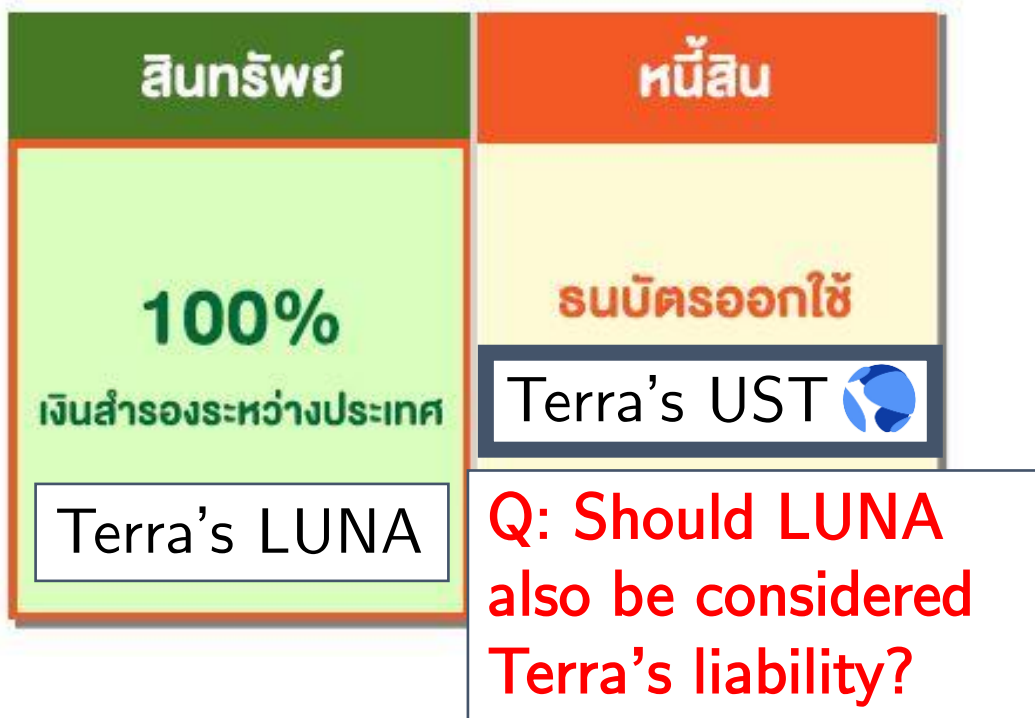 สินทรัพย์
หนี้สิน
100%
เงินสำรองระหว่างประเทศ
Terra's LUNA
ธนบัตรออกใช้
Terra's UST
Q: Should LUNA
also be considered
Terra's liability?